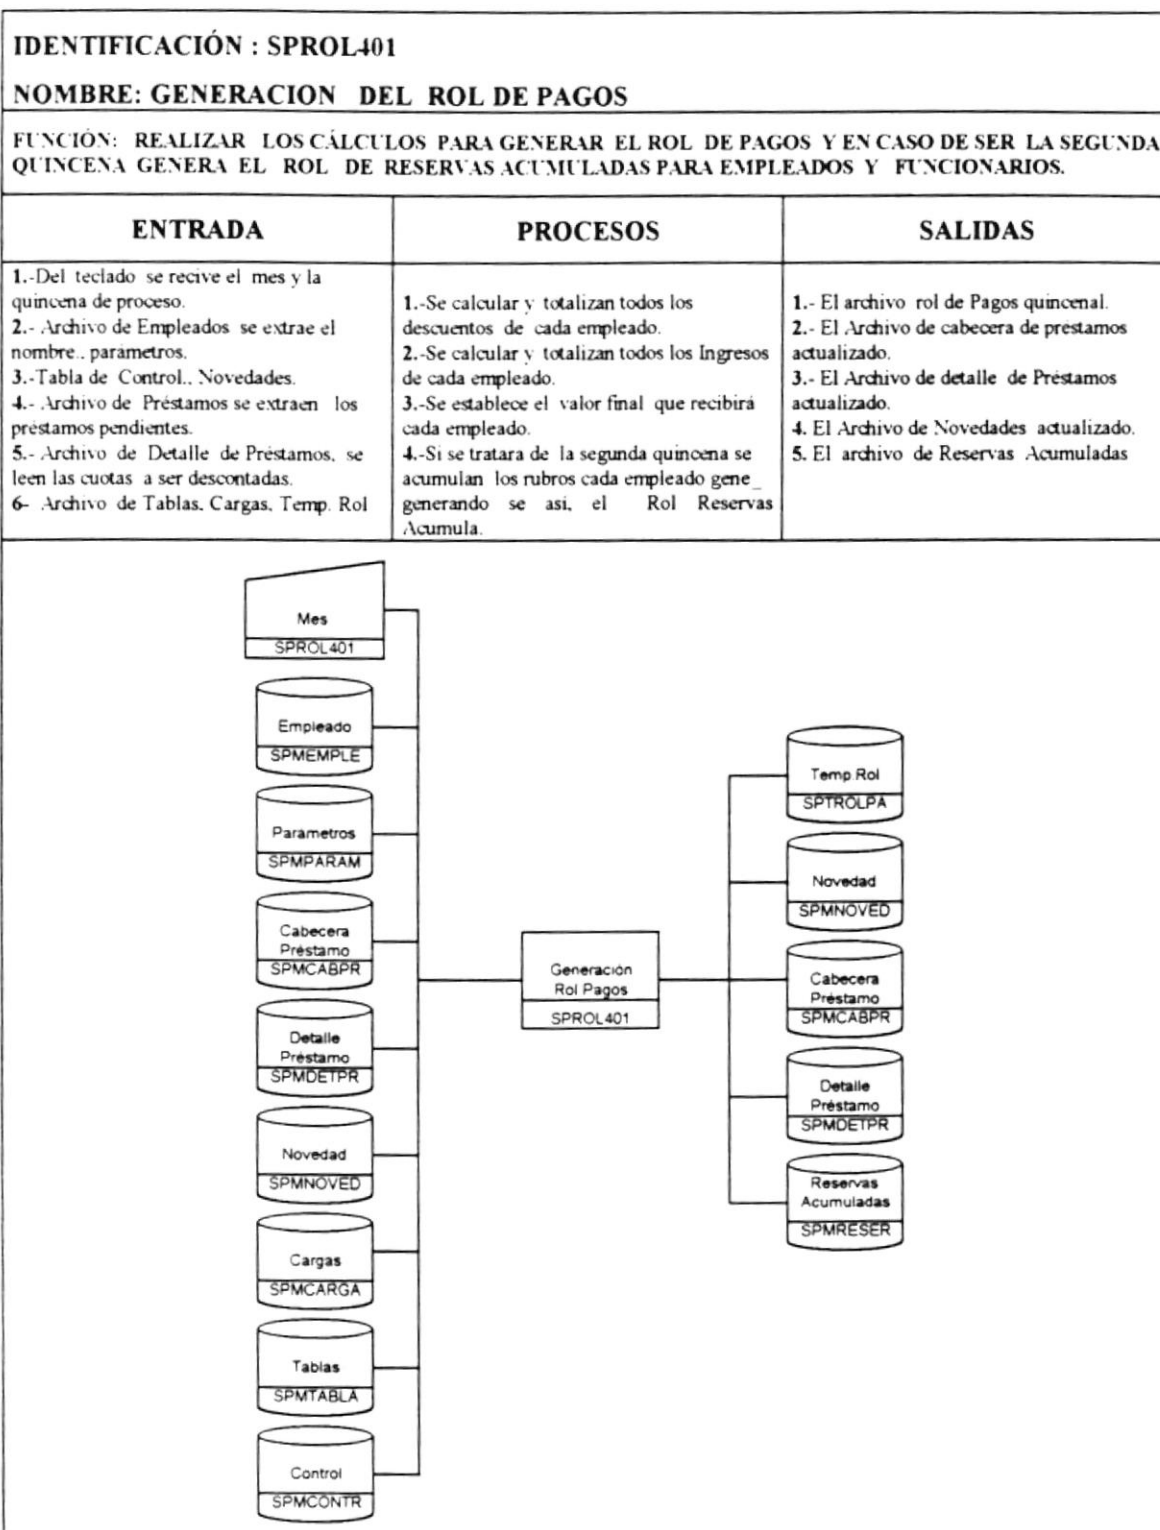 IDENTIFICACIÓN : SPROL401
NOMBRE: GENERACION DEL ROL DE PAGOS
FUNCIÓN: REALIZAR LOS CÁLCULOS PARA GENERAR EL ROL DE PAGOS Y EN CASO DE SER LA SEGUNDA
QUINCENA GENERA EL ROL DE RESERVAS ACUMULADAS PARA EMPLEADOS Y FUNCIONARIOS.
ENTRADA
1.-Del teclado se recive el mes y la
quincena de proceso.
2.- Archivo de Empleados se extrae el
nombre., parámetros.
3.-Tabla de Control., Novedades.
4.- Archivo de Préstamos se extraen los
préstamos pendientes.
5.- Archivo de Detalle de Préstamos, se
leen las cuotas a ser descontadas.
6- Archivo de Tablas, Cargas, Temp. Rol
PROCESOS
1.-Se calcular y totalizan todos los
descuentos de cada empleado.
2.-Se calcular y totalizan todos los Ingresos
de cada empleado.
3.-Se establece el valor final que recibirá
cada empleado.
4.-Si se tratara de la segunda quincena se
acumulan los rubros cada empleado gene_
generando se asi, el Rol Reservas
Acumula.
SALIDAS
1.- El archivo rol de Pagos quincenal.
2.- El Archivo de cabecera de préstamos
actualizado.
3.- El Archivo de detalle de Préstamos
actualizado.
4. El Archivo de Novedades actualizado.
5. El archivo de Reservas Acumuladas
Mes
SPROL401
Empleado
SPMEMPLE
Parametros
SPMPARAM
Cabecera
Préstamo
SPMCABPR
Detalle
Préstamo
SPMDETPR
Novedad
SPMNOVED
Cargas
SPMCARGA
Tablas
SPMTABLA
Control
SPMCONTR
Generación
Rol Pagos
SPROL401
Temp.Rol
SPTROLPA
Novedad
SPMNOVED
Cabecera
Préstamo
SPMCABPR
Detalle
Préstamo
SPMDETPR
Reservas
Acumuladas
SPMRESER